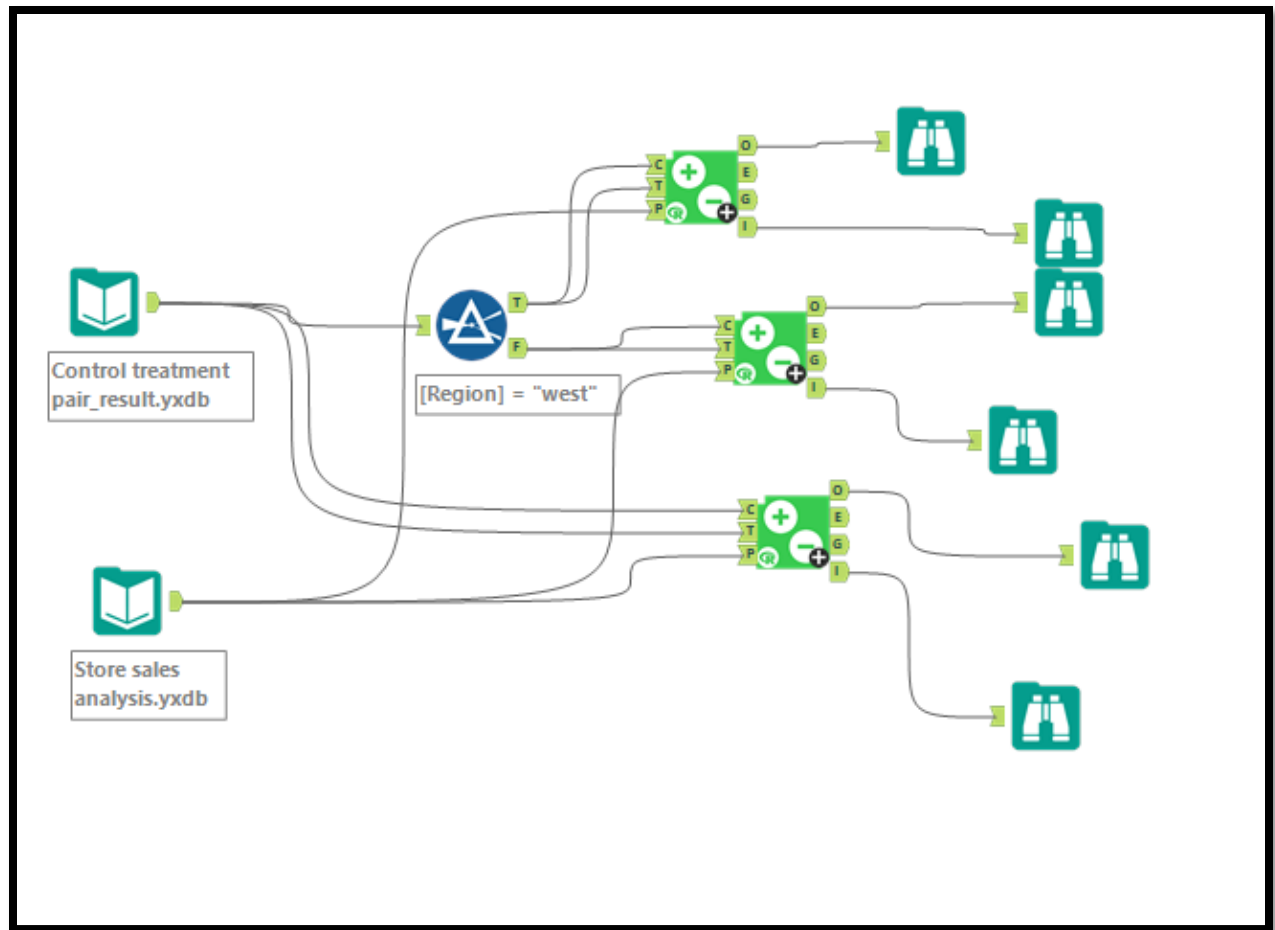 O
C
E
T
G
P
I
T
O
C
E
F
T
G
P
I
Control treatment
pair_result.yxdb
[Region] = "west"
O
C
E
T
G
P
I
Store sales
analysis.yxdb